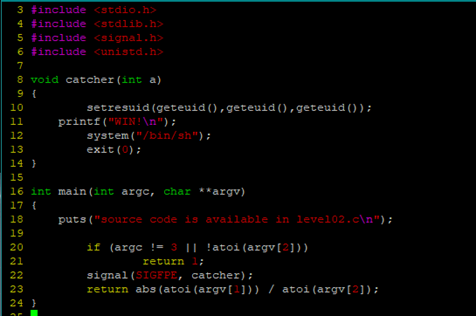 3 #include <stdio.h>
4 #include <stdlib.h>
5 #include <signal.h>
6 #include <unistd.h>
7
8 void catcher(int a)
9 {
10         setresuid(geteuid(),geteuid(),geteuid());
11     printf("WIN!\n");
12         system("/bin/sh");
13         exit(0);
14 }
15
16 int main(int argc, char **argv)
17 {
18     puts("source code is available in level02.c\n");
19
20         if (argc != 3 || !atoi(argv[2]))
21                 return 1;
22         signal(SIGFPE, catcher);
23         return abs(atoi(argv[1])) / atoi(argv[2]);
24 }
25